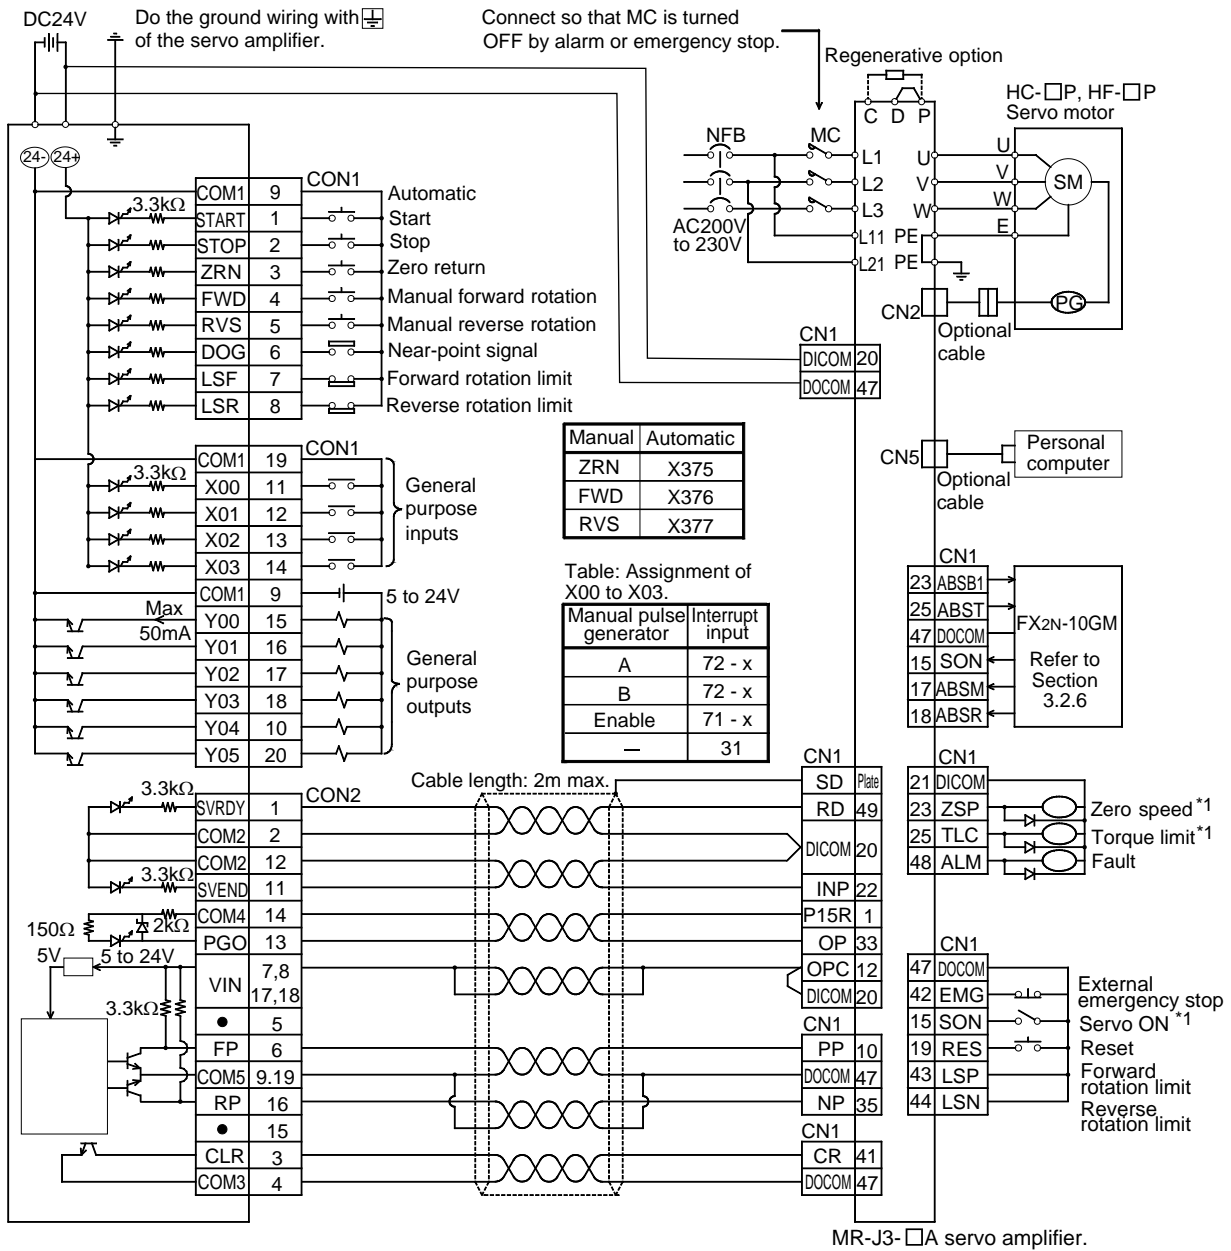 DC24V
Do the ground wiring with
of the servo amplifier.
Connect so that MC is turned
OFF by alarm or emergency stop.
Regenerative option
C D P
HC-□P, HF-□P
Servo motor
NFB
MC
L1
L2
L3
AC200V
to 230V
L11
L21
U
V
W
PE
PE
U
V
W
E
SM
PG
CN2
Optional
cable
24-
24+
CON1
COM1 9 Automatic
3.3kΩ
START 1 Start
STOP 2 Stop
ZRN 3 Zero return
FWD 4 Manual forward rotation
RVS 5 Manual reverse rotation
DOG 6 Near-point signal
LSF 7 Forward rotation limit
LSR 8 Reverse rotation limit
CN1
DICOM 20
DOCOM 47
CON1
COM1 19
3.3kΩ
X00 11
X01 12
X02 13
X03 14
General
purpose
inputs
COM1 9 5 to 24V
Max
50mA
Y00 15
Y01 16
Y02 17
Y03 18
Y04 10
Y05 20
General
purpose
outputs
Manual Automatic
ZRN X375
FWD X376
RVS X377
Table: Assignment of
X00 to X03.
Manual pulse
generator
Interrupt
input
A 72 - x
B 72 - x
Enable 71 - x
— 31
CN5
Optional
cable
Personal
computer
CN1
23 ABSB1
25 ABST
47 DOCOM
15 SON
17 ABSM
18 ABSR
FX2N-10GM
Refer to
Section
3.2.6
Cable length: 2m max.
CON2
3.3kΩ
SVRDY 1
COM2 2
COM2 12
3.3kΩ
SVEND 11
COM4 14
150Ω
2kΩ
PGO 13
5V
5 to 24V
VIN 7,8
17,18
3.3kΩ
● 5
FP 6
COM5 9.19
RP 16
● 15
CLR 3
COM3 4
CN1
SD Plate
RD 49
DICOM 20
INP 22
P15R 1
OP 33
OPC 12
DICOM 20
CN1
PP 10
DOCOM 47
NP 35
CN1
CR 41
DOCOM 47
CN1
21 DICOM
23 ZSP Zero speed *1
25 TLC Torque limit *1
48 ALM Fault
CN1
47 DOCOM
42 EMG External
emergency stop
15 SON Servo ON *1
19 RES Reset
43 LSP Forward
rotation limit
44 LSN Reverse
rotation limit
MR-J3-□A servo amplifier.